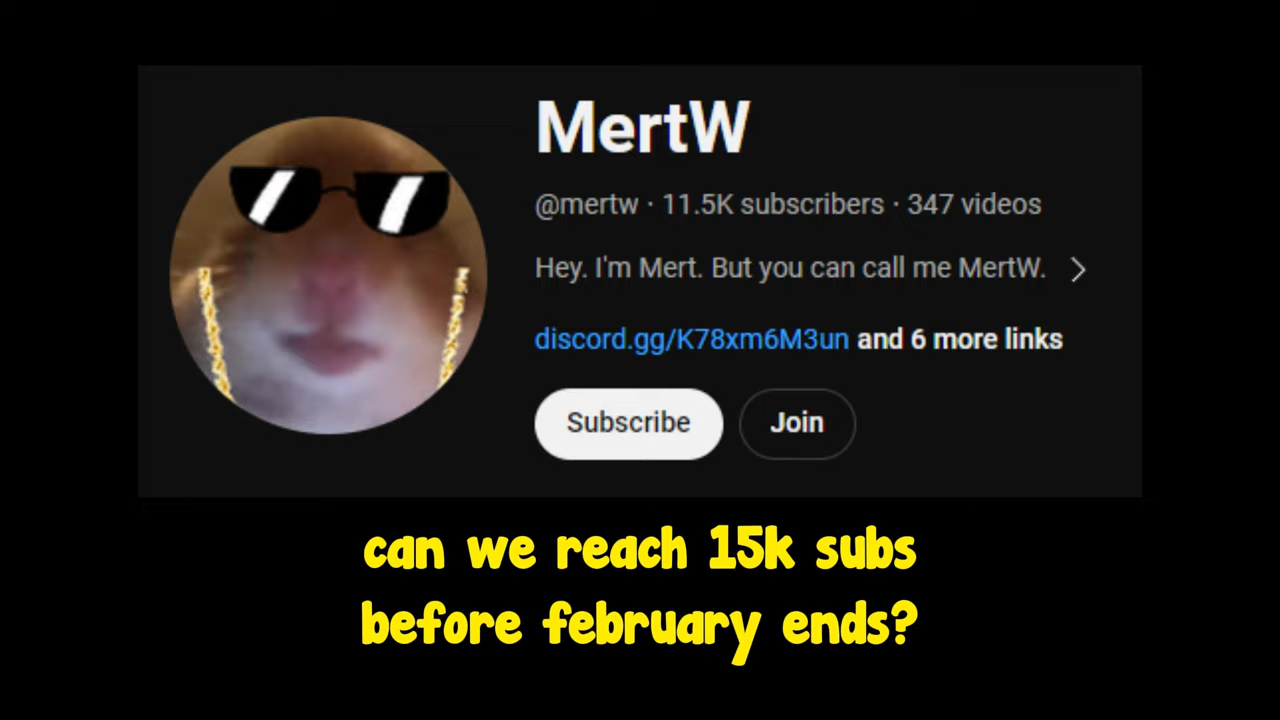 MertW
@mertw · 11.5K subscribers · 347 videos
Hey. I'm Mert. But you can call me MertW.
discord.gg/K78xm6M3un and 6 more links
Subscribe Join
can we reach 15k subs
before february ends?